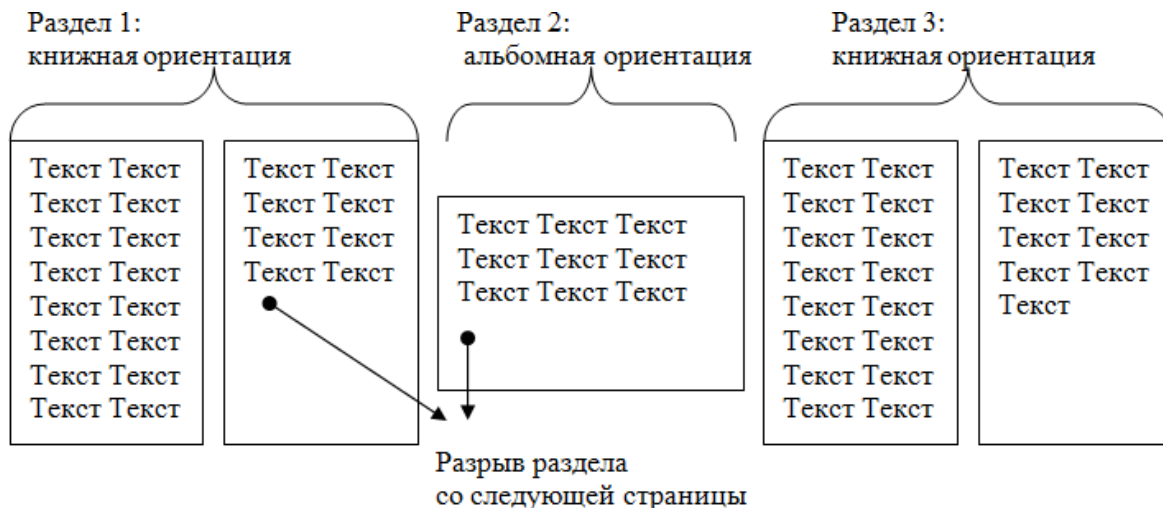 Раздел 1:
книжная ориентация
Раздел 2:
альбомная ориентация
Раздел 3:
книжная ориентация
Текст Текст
Текст Текст
Текст Текст
Текст Текст
Текст Текст
Текст Текст
Текст Текст
Текст Текст
Текст Текст
Текст Текст
Текст Текст
Текст Текст
Текст Текст Текст
Текст Текст Текст
Текст Текст Текст
Текст Текст
Текст Текст
Текст Текст
Текст Текст
Текст Текст
Текст Текст
Текст Текст
Текст Текст
Текст Текст
Текст Текст
Текст Текст
Текст Текст
Текст
Разрыв раздела
со следующей страницы